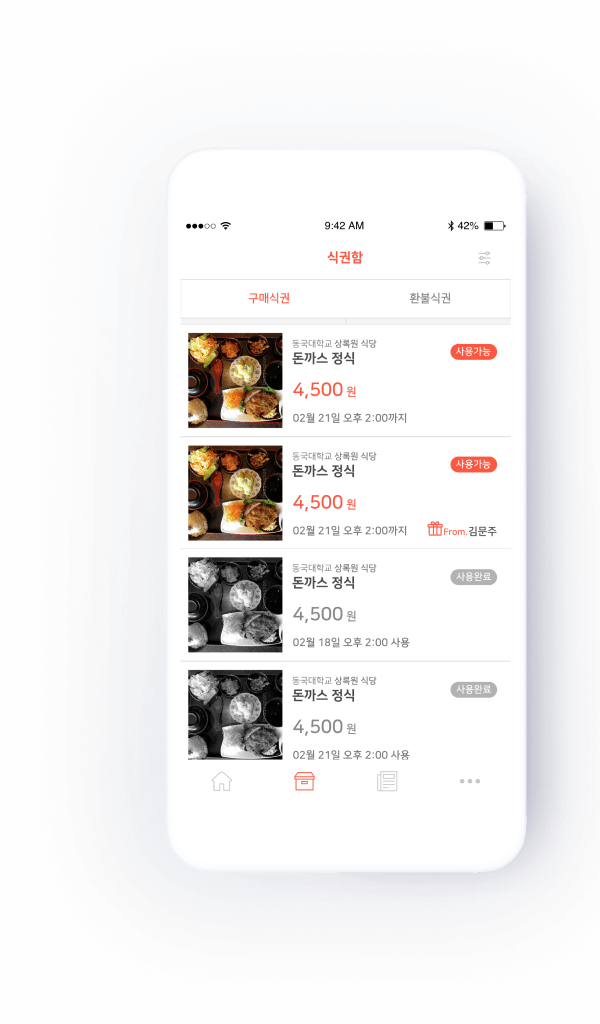 9:42 AM 42%
식권함
구매식권 환불식권
동국대학교 상록원 식당
돈까스 정식 사용가능
4,500 원
02월 21일 오후 2:00까지
동국대학교 상록원 식당
돈까스 정식 사용가능
4,500 원
02월 21일 오후 2:00까지 From.김문주
동국대학교 상록원 식당
돈까스 정식 사용완료
4,500 원
02월 18일 오후 2:00 사용
동국대학교 상록원 식당
돈까스 정식 사용완료
4,500 원
02월 21일 오후 2:00 사용